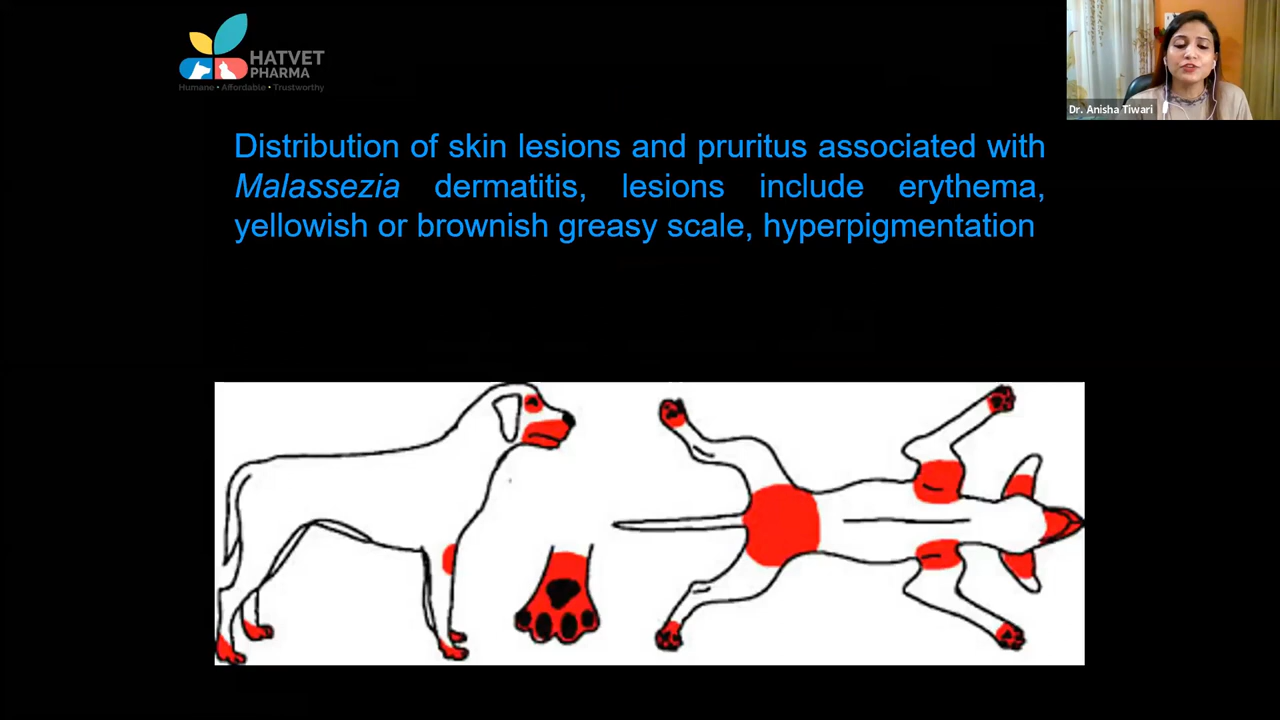 HATVET
PHARMA
Humane • Affordable • Trustworthy
Dr. Anisha Tiwari
Distribution of skin lesions and pruritus associated with
Malassezia dermatitis, lesions include erythema,
yellowish or brownish greasy scale, hyperpigmentation